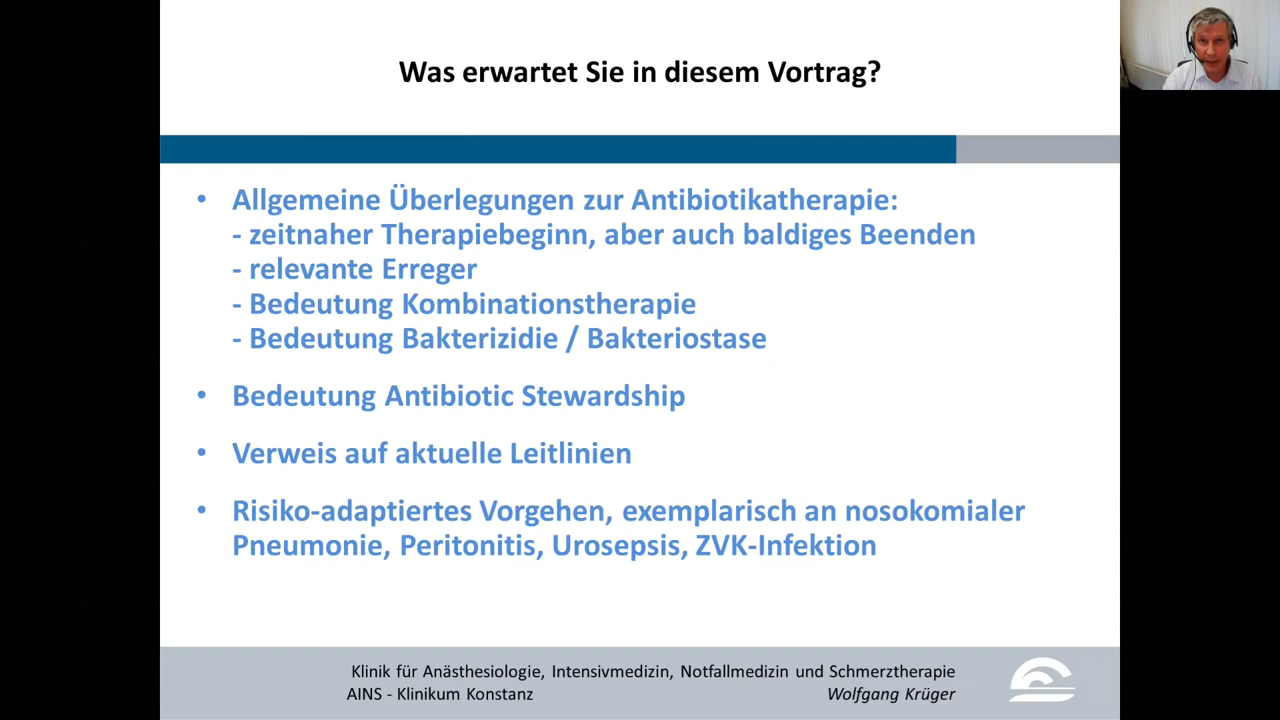 Was erwartet Sie in diesem Vortrag?
• Allgemeine Überlegungen zur Antibiotikatherapie:
- zeitnaher Therapiebeginn, aber auch baldiges Beenden
- relevante Erreger
- Bedeutung Kombinationstherapie
- Bedeutung Bakterizidie / Bakteriostase
• Bedeutung Antibiotic Stewardship
• Verweis auf aktuelle Leitlinien
• Risiko-adaptiertes Vorgehen, exemplarisch an nosokomialer
Pneumonie, Peritonitis, Urosepsis, ZVK-Infektion
Klinik für Anästhesiologie, Intensivmedizin, Notfallmedizin und Schmerztherapie
AINS - Klinikum Konstanz Wolfgang Krüger